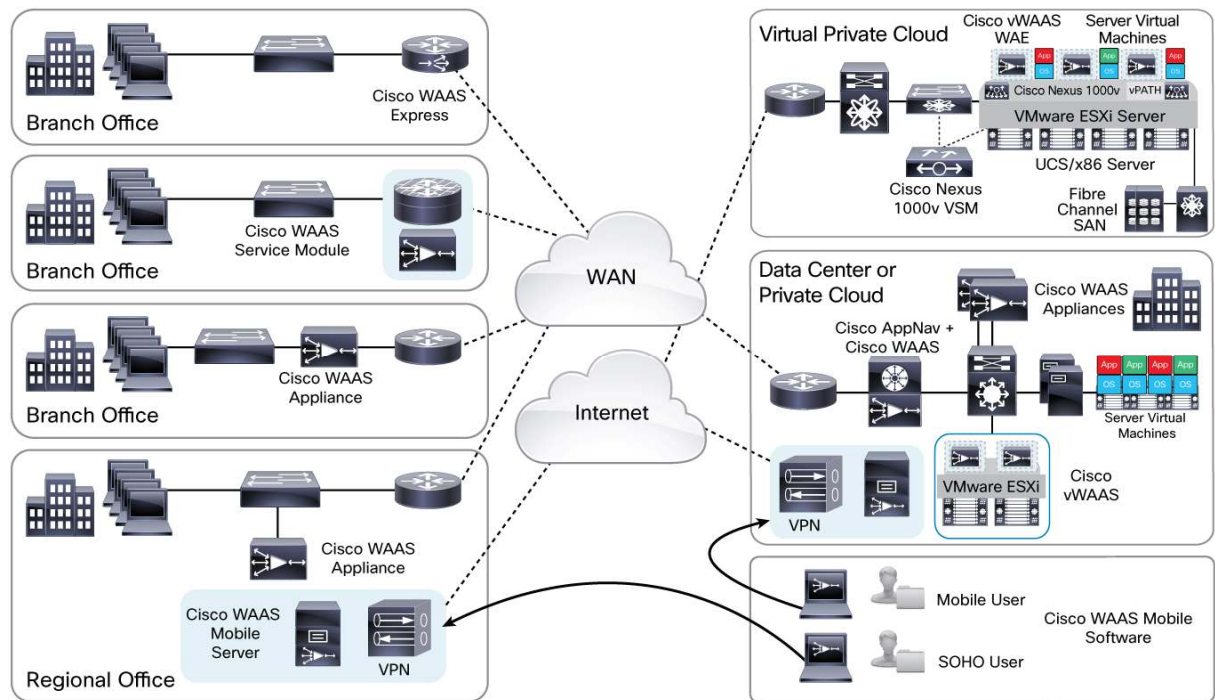 Cisco WAAS
Express
Branch Office
Cisco WAAS
Service Module
Branch Office
Cisco WAAS
Appliance
Branch Office
Cisco WAAS
Appliance
Cisco WAAS
Mobile
Server
VPN
Regional Office
WAN
Internet
Virtual Private Cloud
Cisco vWAAS
WAE
Server Virtual
Machines
App
OS
App
OS
App
OS
Cisco Nexus 1000v
vPATH
VMware ESXi Server
UCS/x86 Server
Cisco Nexus
1000v VSM
Fibre
Channel
SAN
Data Center or
Private Cloud
Cisco WAAS
Appliances
Cisco AppNav +
Cisco WAAS
App
App
App
App
OS
OS
OS
OS
Server Virtual
Machines
VMware ESXi
Cisco
vWAAS
VPN
Mobile User
SOHO User
Cisco WAAS Mobile
Software